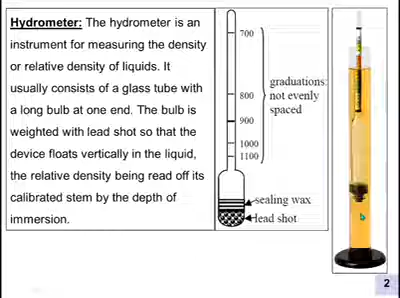 Hydrometer: The hydrometer is an
instrument for measuring the density
or relative density of liquids. It
usually consists of a glass tube with
a long bulb at one end. The bulb is
weighted with lead shot so that the
device floats vertically in the liquid,
the relative density being read off its
calibrated stem by the depth of
immersion.
700
800
900
1000
1100
graduations:
not evenly
spaced
sealing wax
lead shot
2